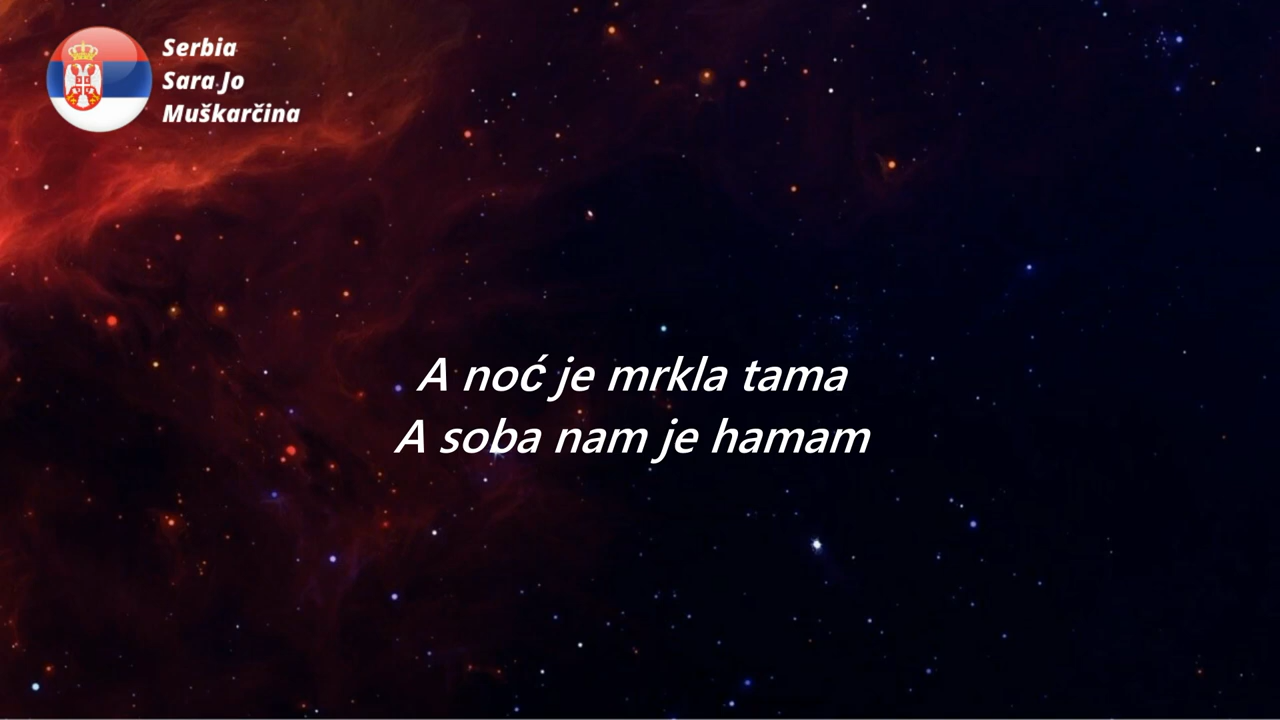 Serbia
Sara Jo
Muškarčina
A noć je mrkla tama
A soba nam je hamam